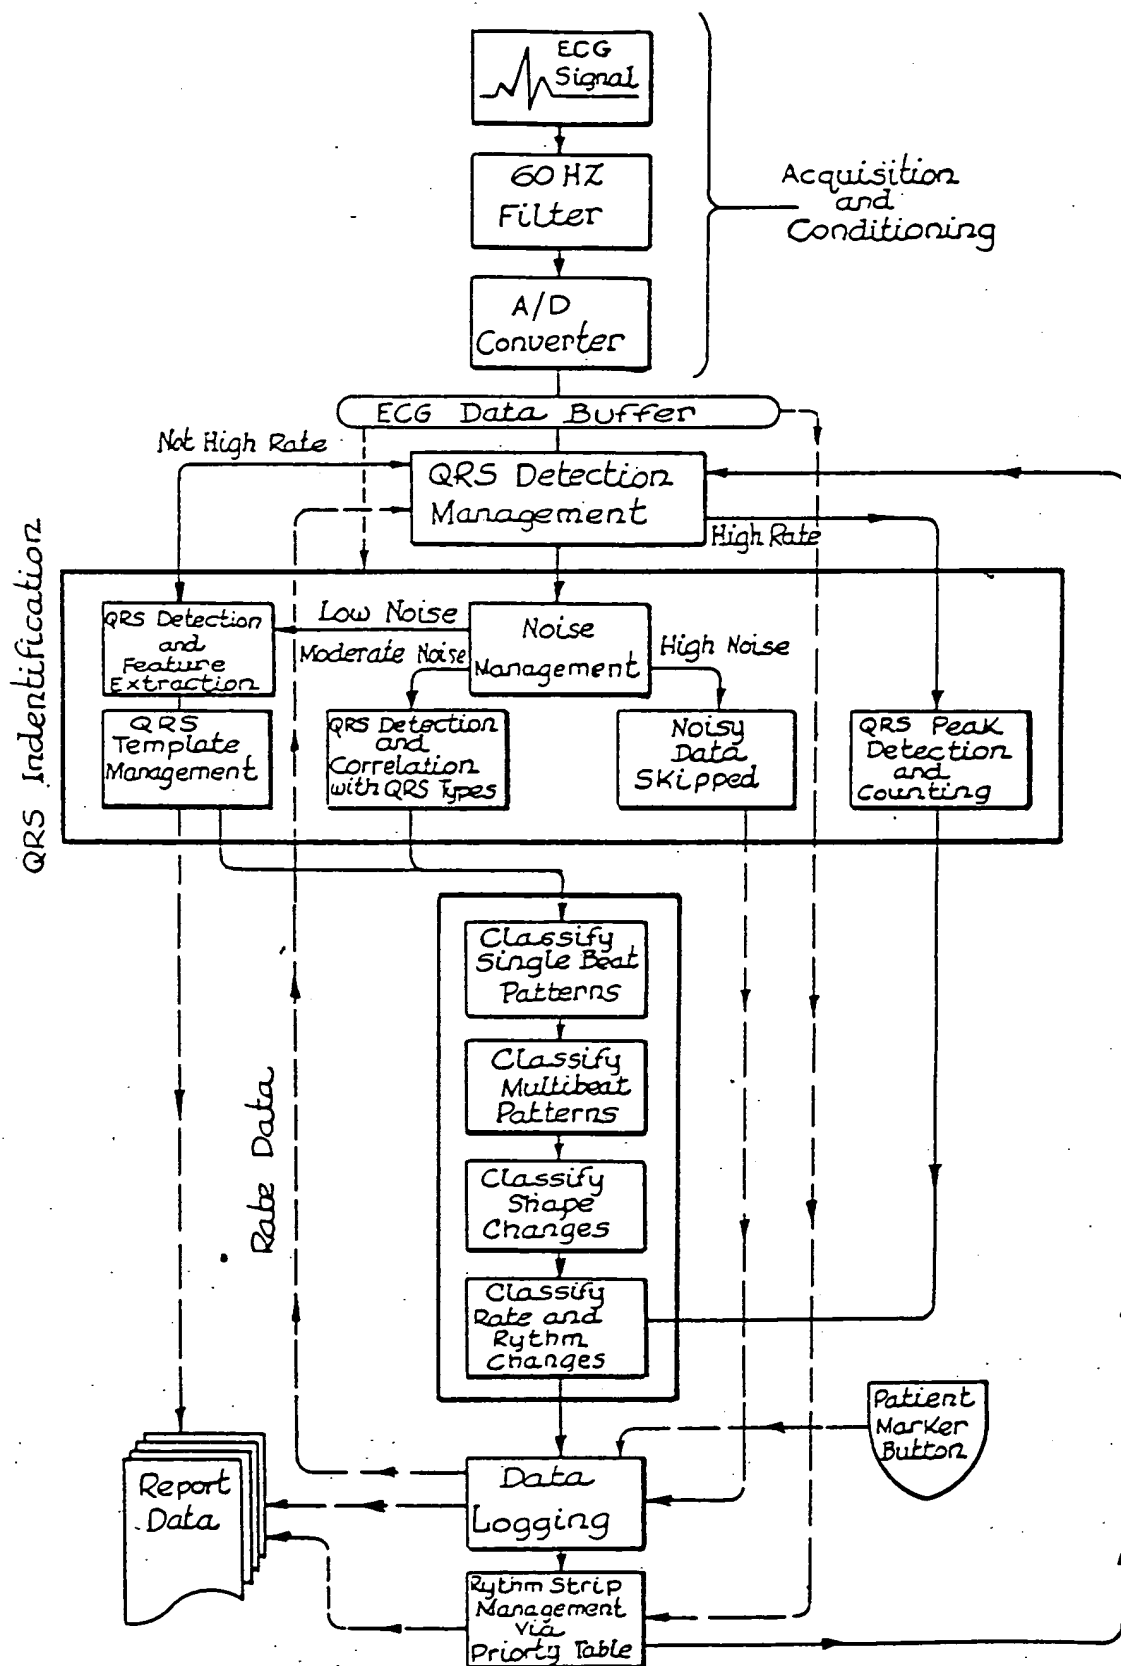 ECG
Signal
60 HZ
Filter
A/D
Converter
Acquisition
and
Conditioning
ECG Data Buffer
Not High Rate
QRS Detection
Management
High Rate
QRS Indentification
QRS Detection
and
Feature
Extraction
Low Noise
Noise
Management
Moderate Noise
High Noise
QRS
Template
Management
QRS Detection
and
Correlation
with QRS Types
Noisy
Data
Skipped
QRS Peak
Detection
and
Counting
Classify
Single Beat
Patterns
Classify
Multibeat
Patterns
Classify
Shape
Changes
Classify
Rate and
Rythm
Changes
Rate Data
Patient
Marker
Button
Report
Data
Data
Logging
Rythm Strip
Management
Via
Priorty Table